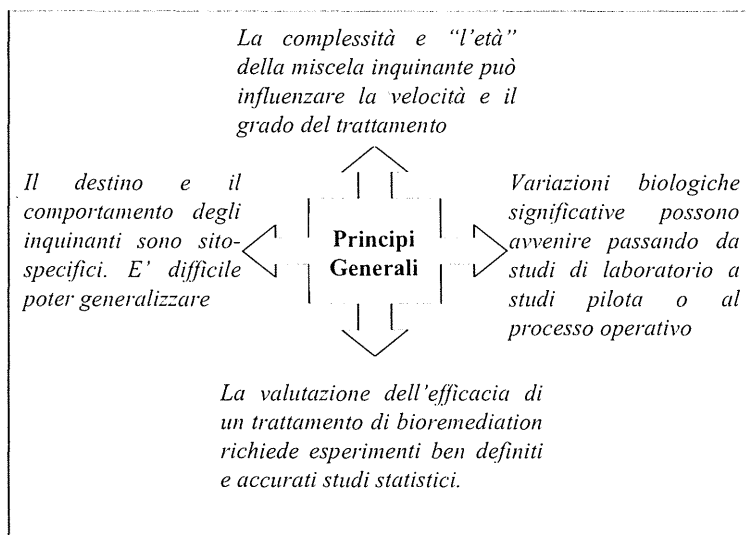 La complessità e “l’età”
della miscela inquinante può
influenzare la velocità e il
grado del trattamento
Il destino e il
comportamento degli
inquinanti sono sito-
specifici. E’ difficile
poter generalizzare
Principi
Generali
Variazioni biologiche
significative possono
avvenire passando da
studi di laboratorio a
studi pilota o al
processo operativo
La valutazione dell’efficacia di
un trattamento di bioremediation
richiede esperimenti ben definiti
e accurati studi statistici.